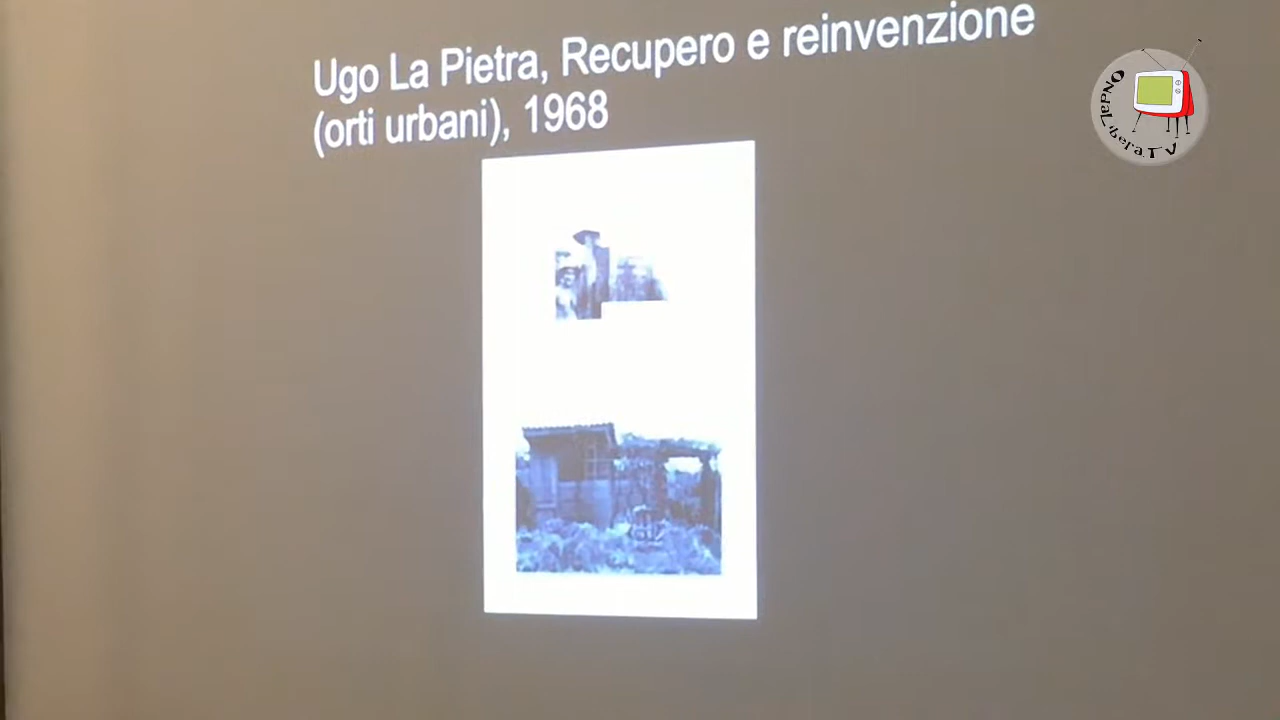 Ugo La Pietra, Recupero e reinvenzione
(orti urbani), 1968
OndaLiberaTV